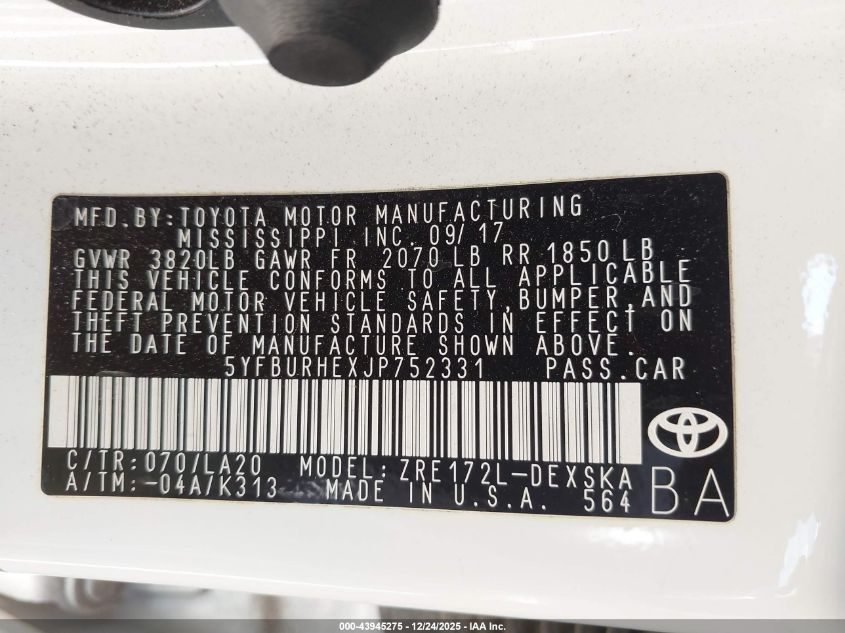 MFD.BY:TOYOTA MOTOR MANUFACTURING
MISSISSIPPI INC. 09/17
GVWR 3820LB GAWR FR 2070 LB RR 1850 LB
THIS VEHICLE CONFORMS TO ALL APPLICABLE
FEDERAL MOTOR VEHICLE SAFETY,BUMPER,AND
THEFT PREVENTION STANDARDS IN EFFECT ON
THE DATE OF MANUFACTURE SHOWN ABOVE.
5YFBURHEXJP752331 PASS.CAR
C/TR:070/LA20 MODEL:ZRE172L-DEXSKA
A/TM:-04A/K313 MADE IN U.S.A. 564
BA
000-43945275 - 12/24/2025 - IAA Inc.